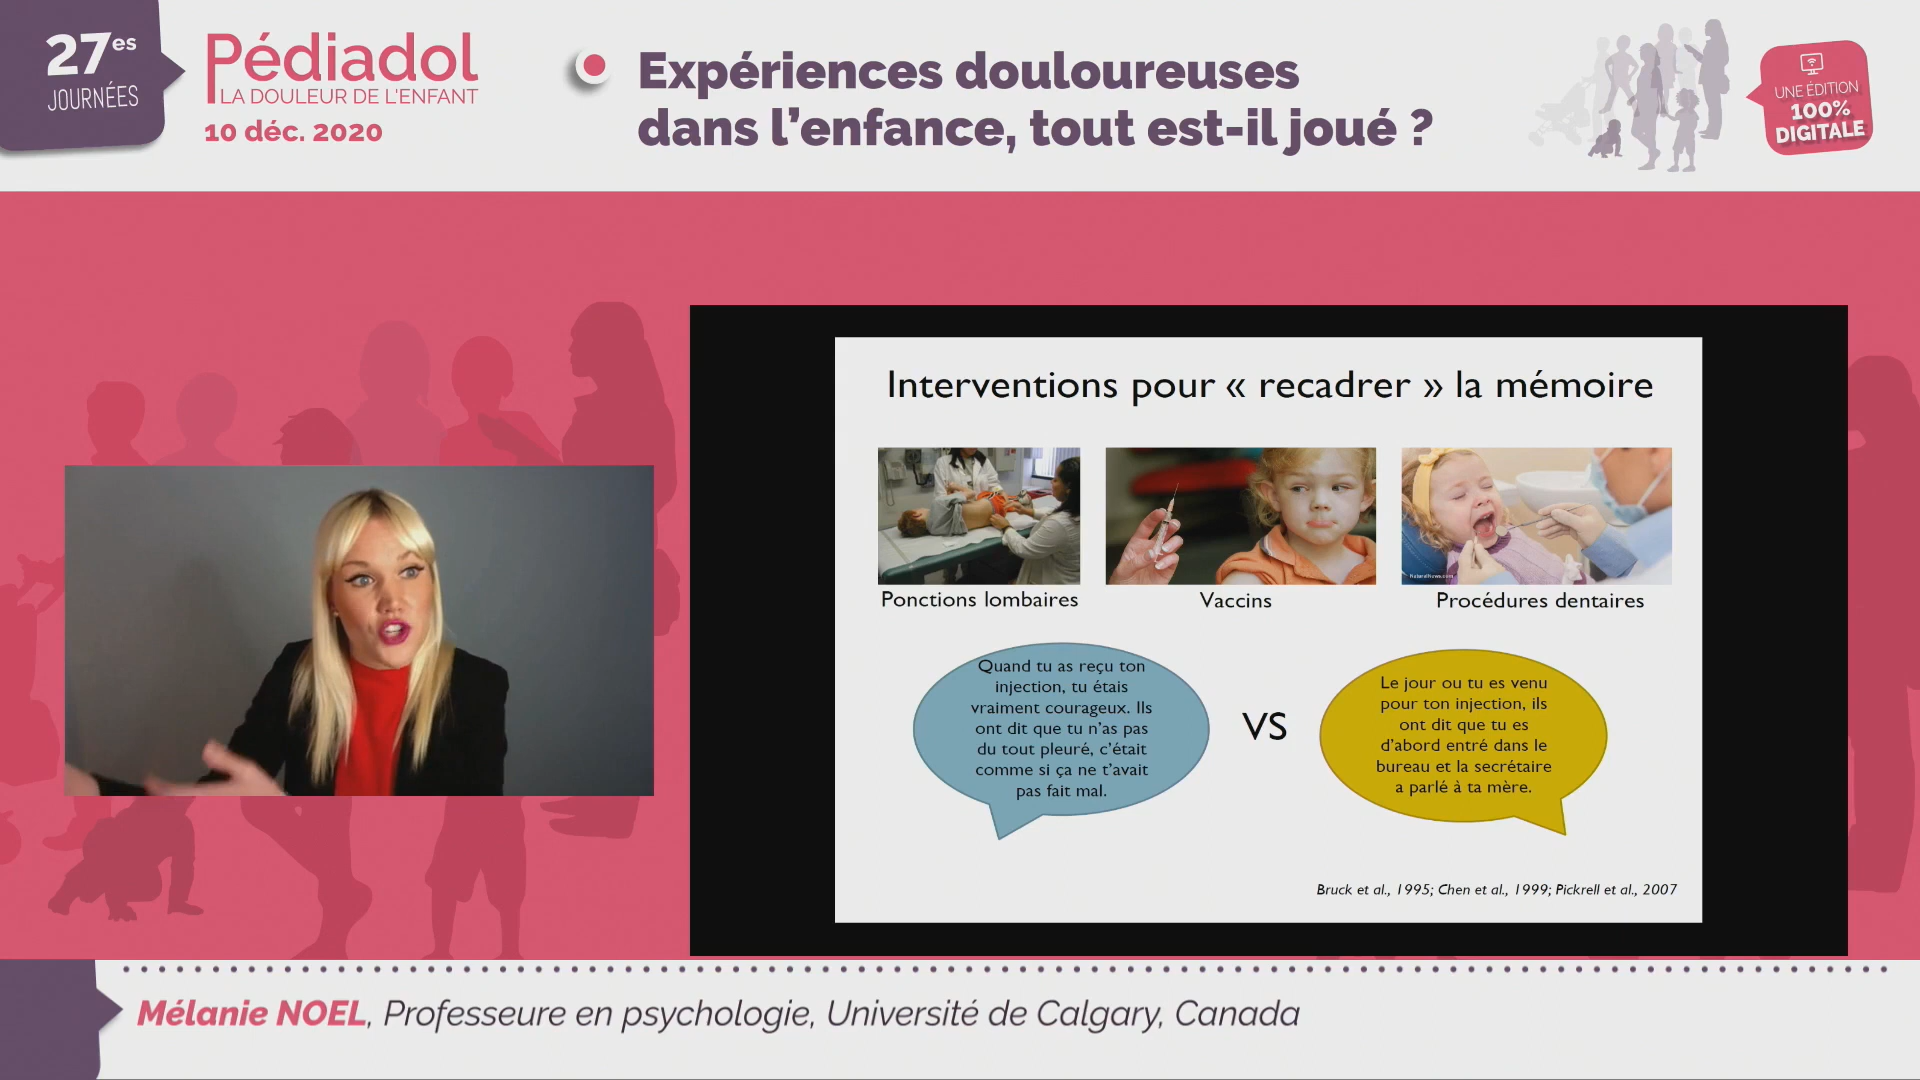 27es
JOURNÉES
Pédiadol
LA DOULEUR DE L'ENFANT
10 déc. 2020
Expériences douloureuses
dans l'enfance, tout est-il joué ?
UNE ÉDITION
100%
DIGITALE
Interventions pour « recadrer » la mémoire
NaturalNews.com
Ponctions lombaires
Vaccins
Procédures dentaires
Quand tu as reçu ton
injection, tu étais
vraiment courageux. Ils
ont dit que tu n'as pas
du tout pleuré, c'était
comme si ça ne t'avait
pas fait mal.
VS
Le jour ou tu es venu
pour ton injection, ils
ont dit que tu es
d'abord entré dans le
bureau et la secrétaire
a parlé à ta mère.
Bruck et al., 1995; Chen et al., 1999; Pickrell et al., 2007
Mélanie NOEL, Professeure en psychologie, Université de Calgary, Canada